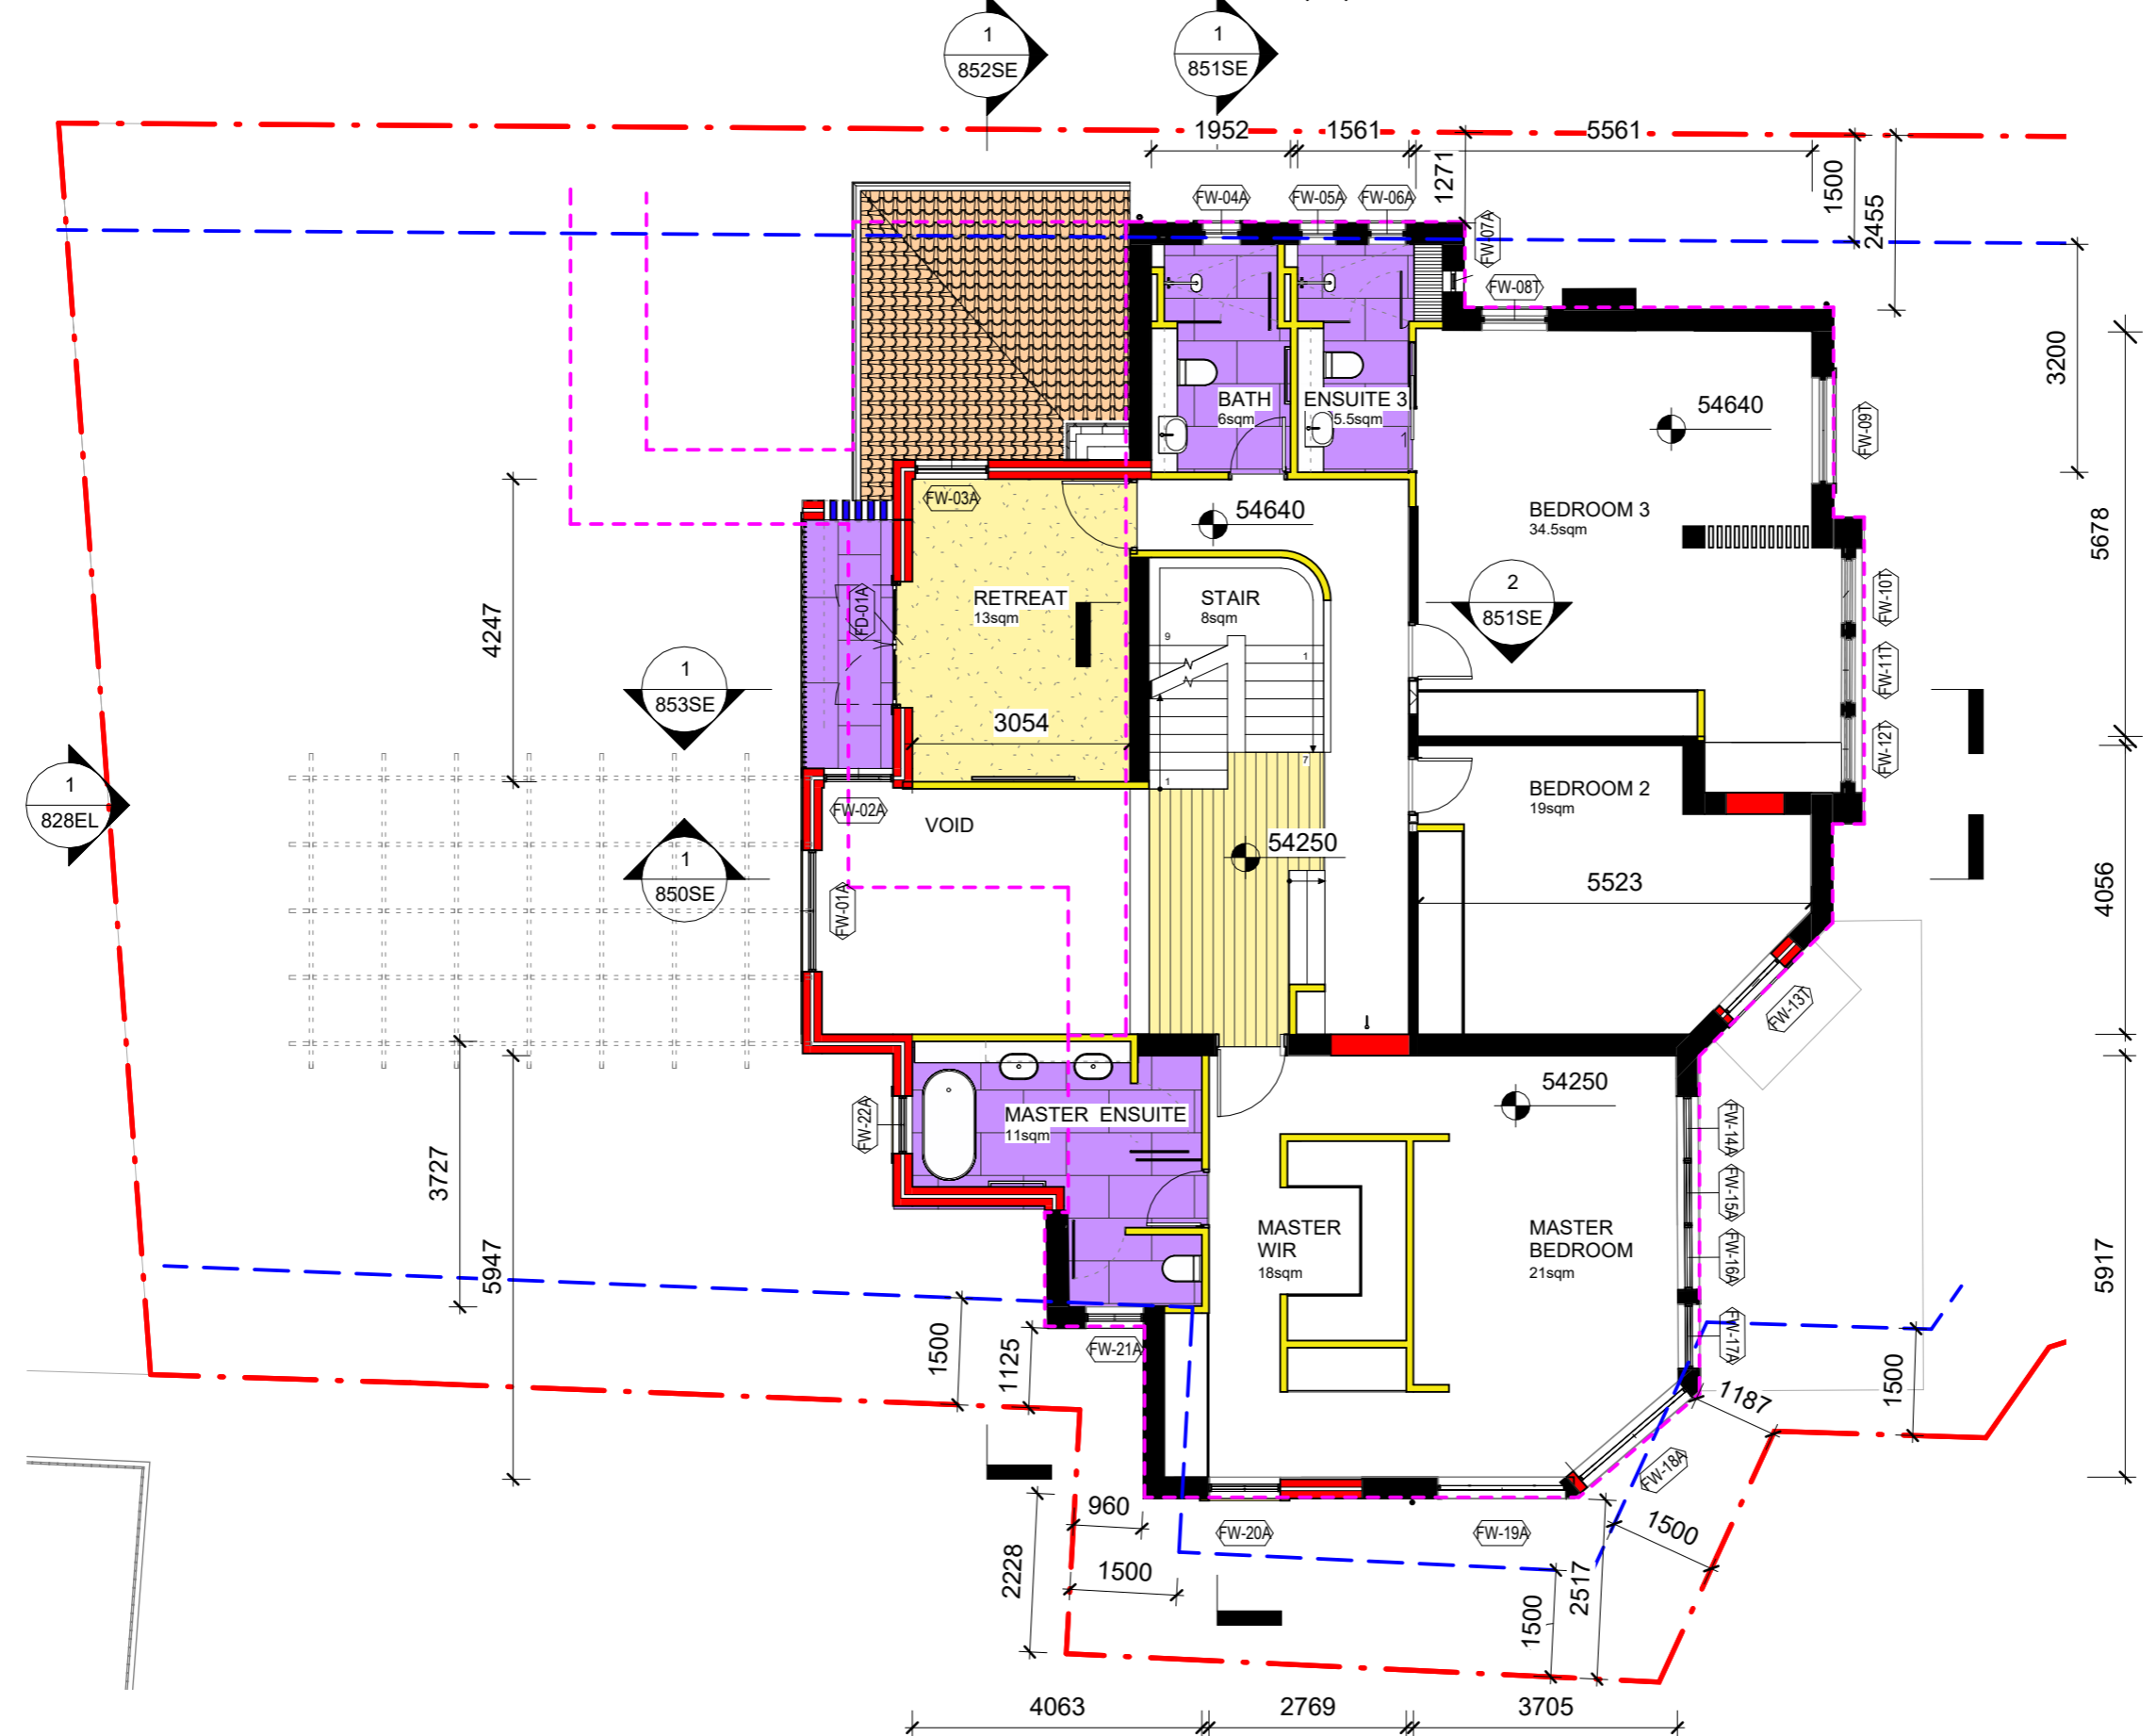 1
852SE
1
851SE
1952
1561
5561
1271
1500
2455
FW-04A
FW-05A
FW-06A
FW-07A
FW-08T
3200
BATH
6sqm
ENSUITE 3
5.5sqm
1
54640
FW-09T
FW-03A
54640
BEDROOM 3
34.5sqm
5678
4247
FD-01A
RETREAT
13sqm
STAIR
8sqm
2
851SE
FW-10T
9
1
FW-11T
1
853SE
3054
FW-12T
7
1
1
828EL
FW-02A
VOID
BEDROOM 2
19sqm
54250
1
850SE
FW-01A
5523
4056
FW-13T
54250
FW-22A
MASTER ENSUITE
11sqm
FW-14A
3727
FW-15A
MASTER
WIR
18sqm
MASTER
BEDROOM
21sqm
FW-16A
5947
5917
1500
1125
FW-21A
FW-17A
1500
1187
FW-18A
960
FW-20A
FW-19A
1500
2228
1500
1500
2517
4063
2769
3705